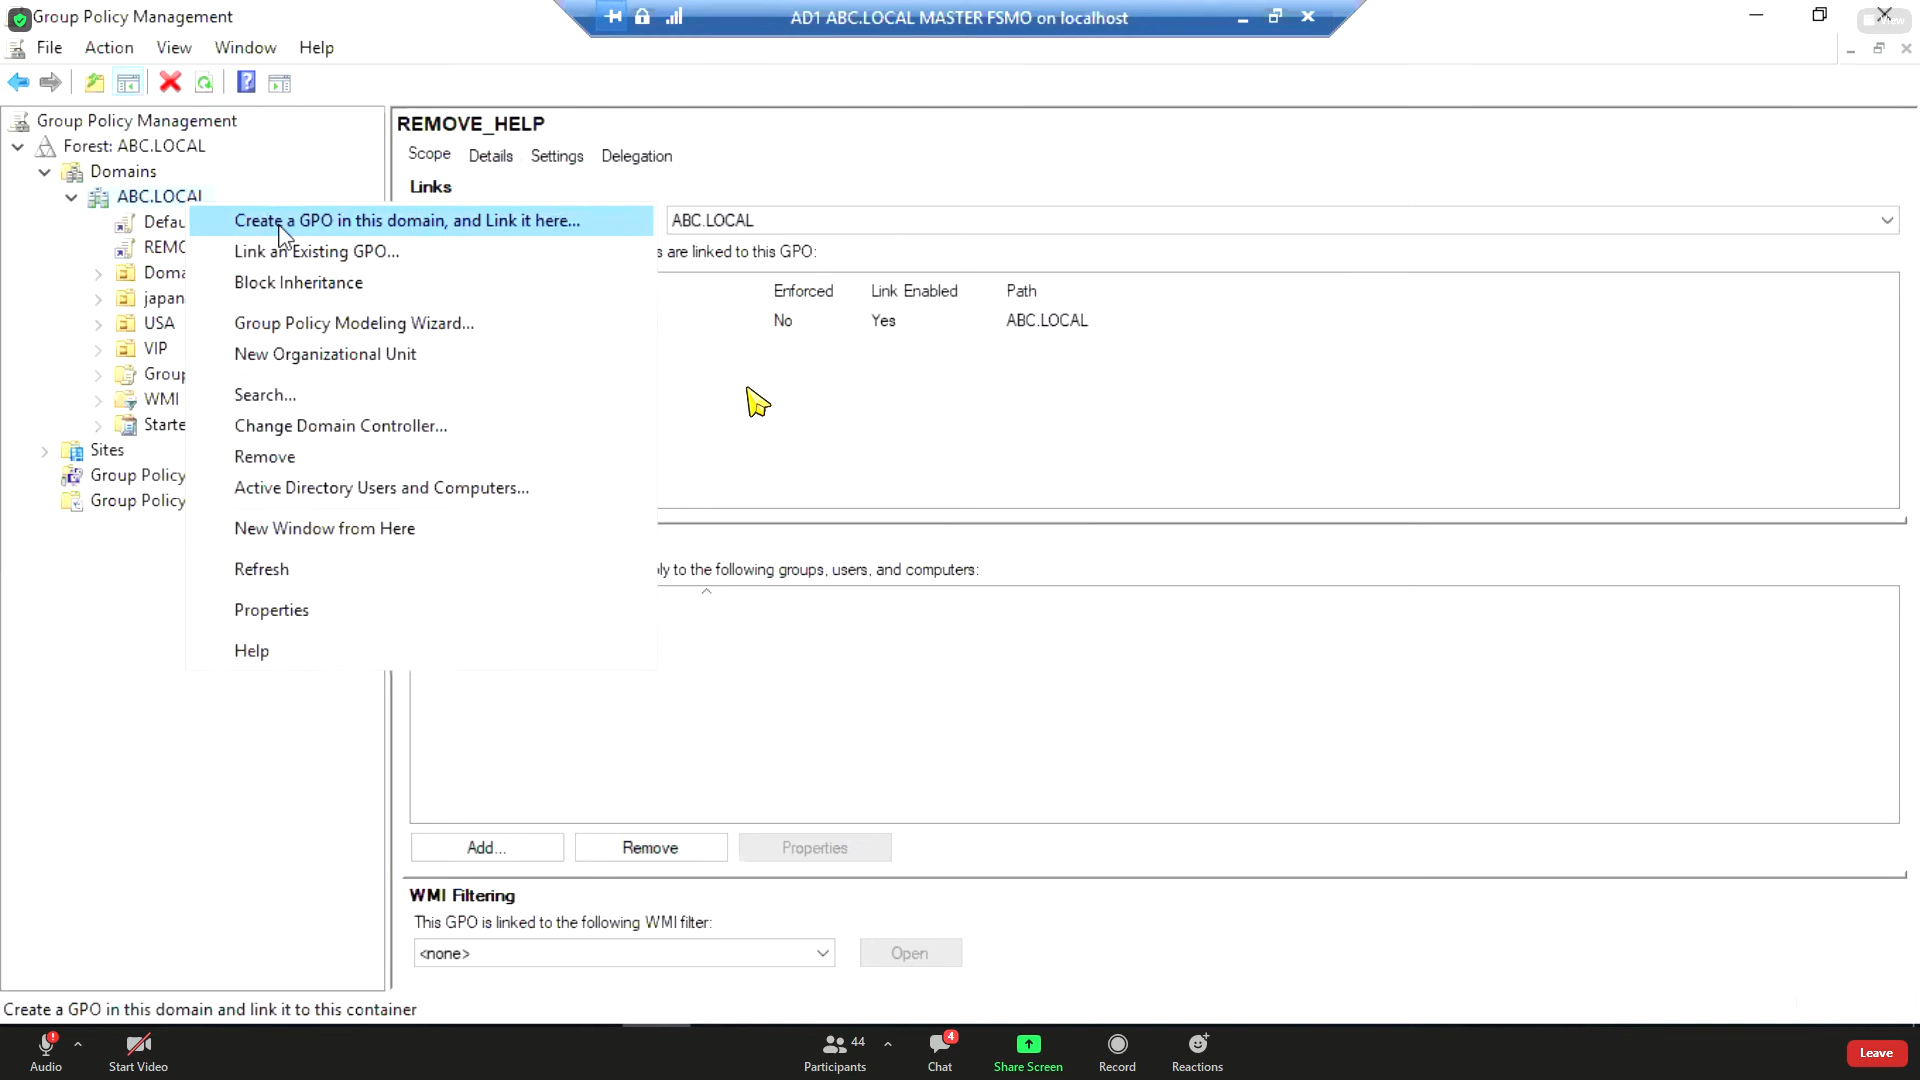 Group Policy Management
AD1 ABC.LOCAL MASTER FSMO on localhost
View
File Action View Window Help
Group Policy Management
Forest: ABC.LOCAL
Domains
ABC.LOCAL
Defau
REMO
Doma
japan
USA
VIP
Group
WMI
Starte
Sites
Group Policy
Group Policy
Create a GPO in this domain, and Link it here...
Link an Existing GPO...
Block Inheritance
Group Policy Modeling Wizard...
New Organizational Unit
Search...
Change Domain Controller...
Remove
Active Directory Users and Computers...
New Window from Here
Refresh
Properties
Help
REMOVE_HELP
Scope Details Settings Delegation
Links
ABC.LOCAL
s are linked to this GPO:
Enforced Link Enabled Path
No Yes ABC.LOCAL
ly to the following groups, users, and computers:
Add... Remove Properties
WMI Filtering
This GPO is linked to the following WMI filter:
<none> Open
Create a GPO in this domain and link it to this container
44 4
Audio Start Video Participants Chat Share Screen Record Reactions Leave